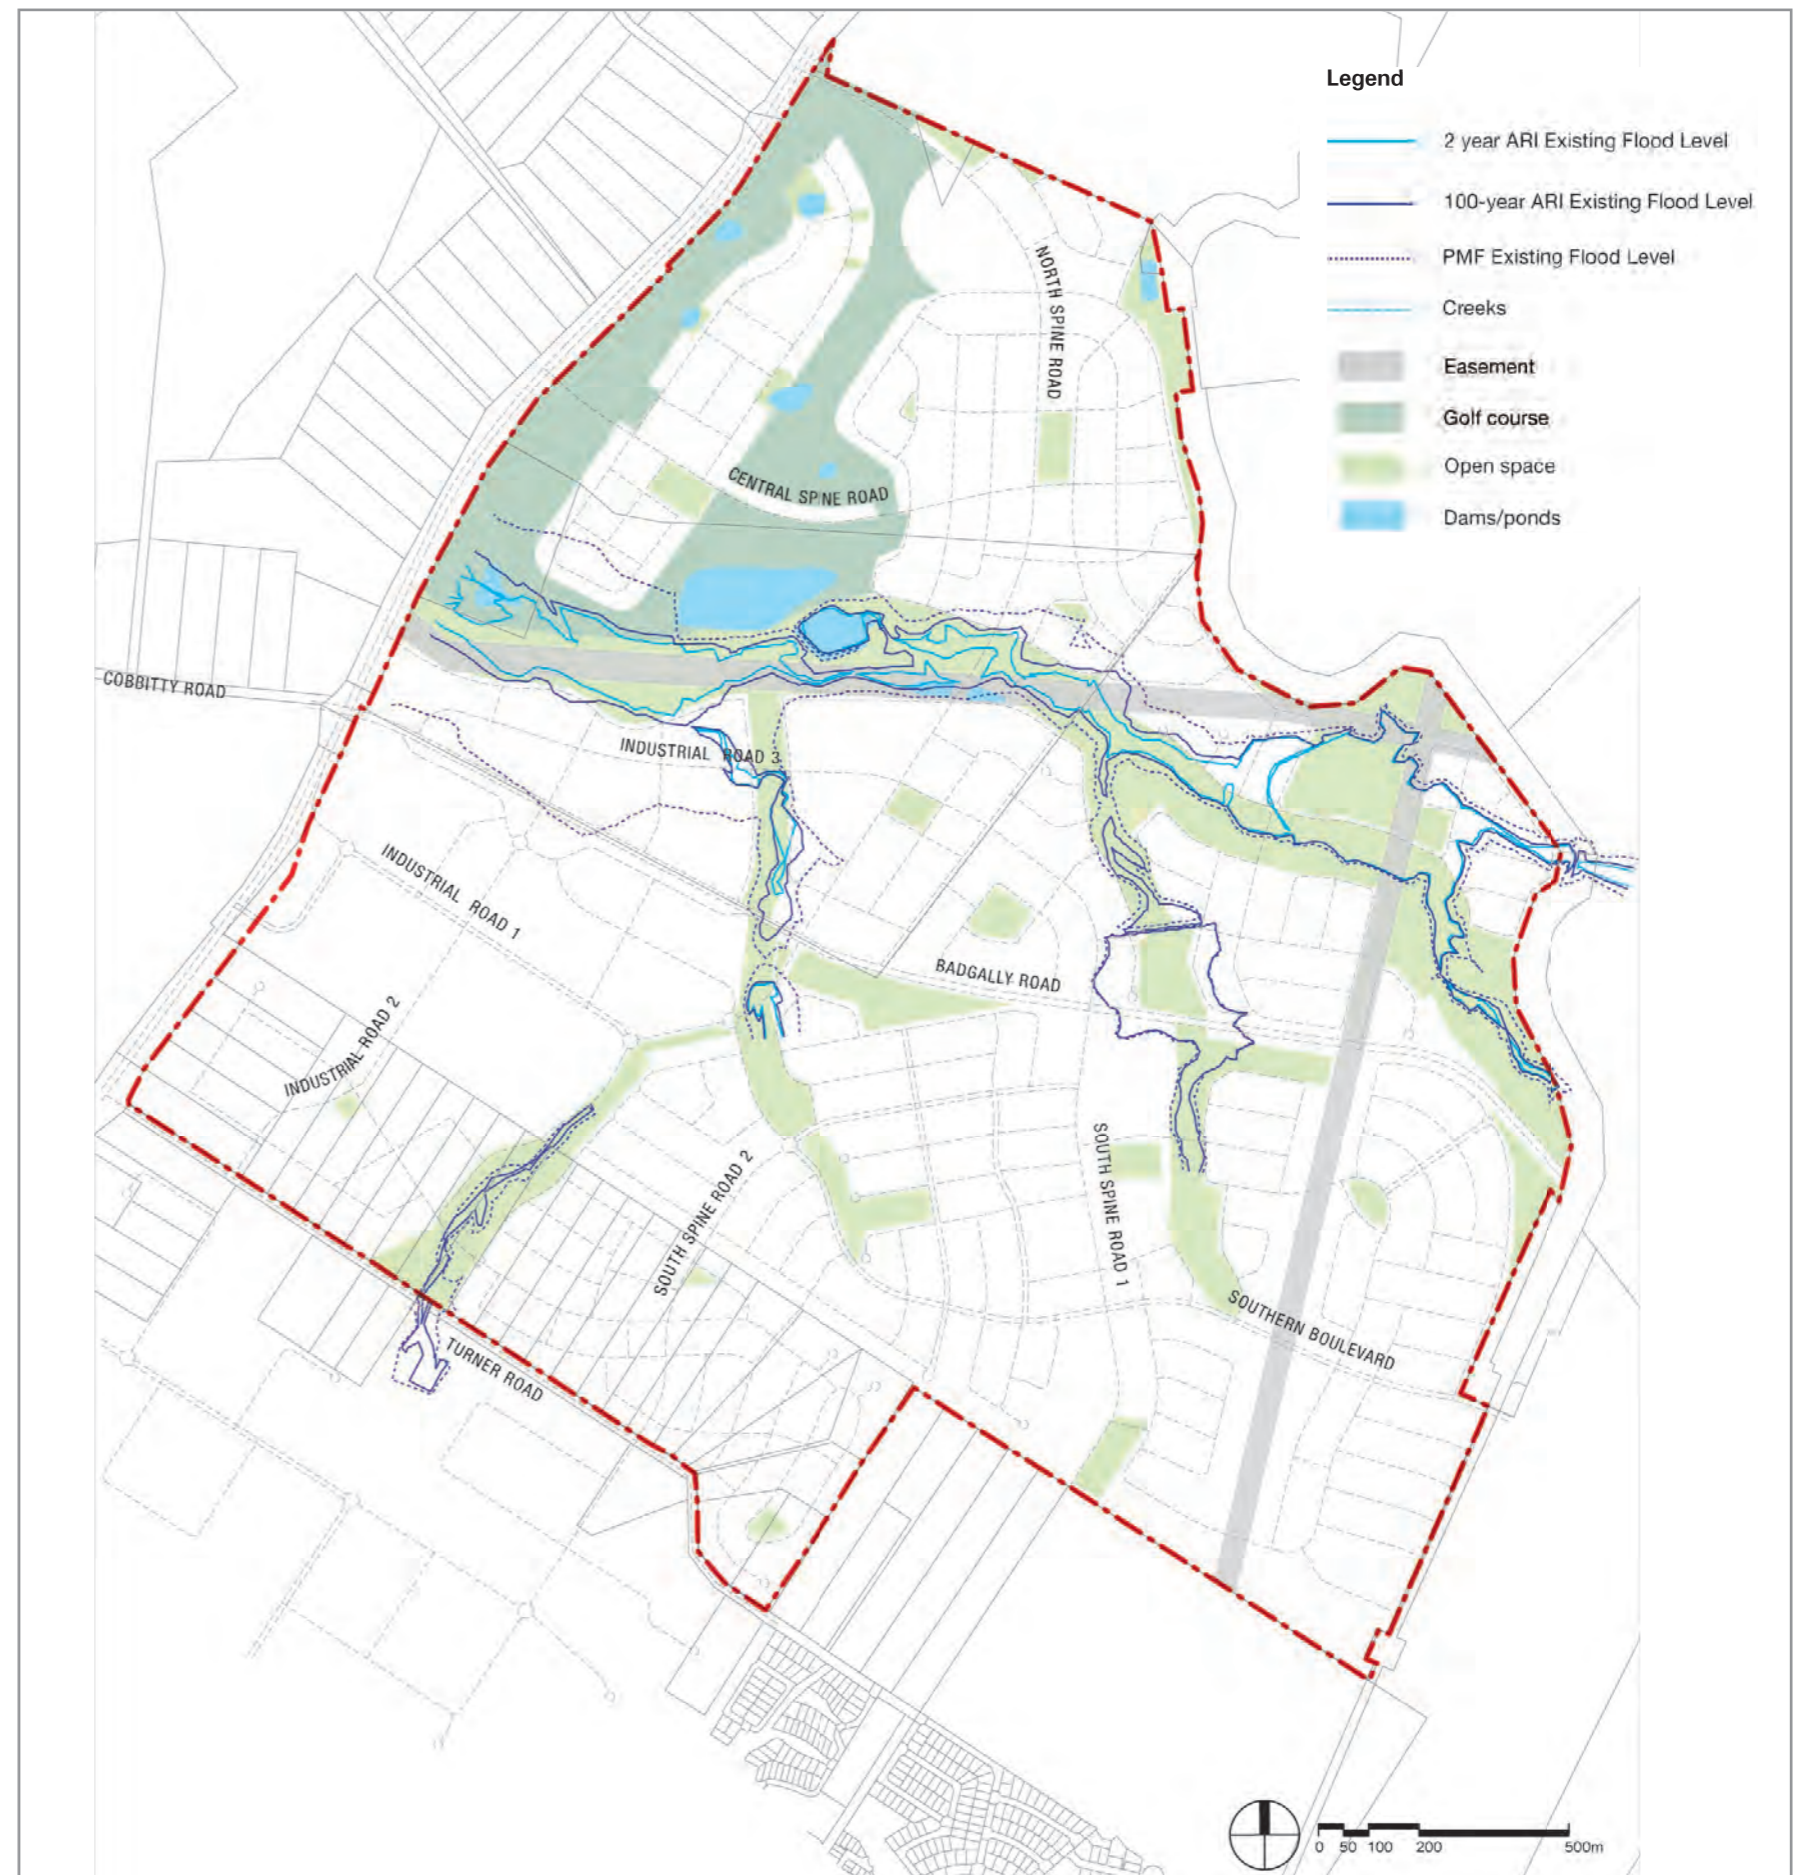 Legend
2 year ARI Existing Flood Level
100-year ARI Existing Flood Level
PMF Existing Flood Level
Creeks
Easement
Golf course
Open space
Dams/ponds
NORTH SPINE ROAD
CENTRAL SPINE ROAD
COBBITTY ROAD
INDUSTRIAL ROAD 3
INDUSTRIAL ROAD 1
BADGALLY ROAD
INDUSTRIAL ROAD 2
SOUTH SPINE ROAD 2
SOUTH SPINE ROAD 1
SOUTHERN BOULEVARD
TURNER ROAD
0 50 100 200 500m